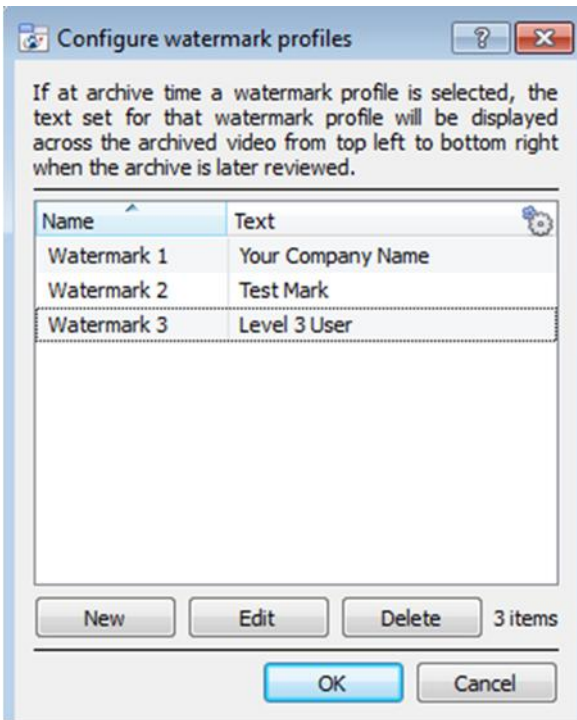 Configure watermark profiles
?
If at archive time a watermark profile is selected, the
text set for that watermark profile will be displayed
across the archived video from top left to bottom right
when the archive is later reviewed.
Name Text
Watermark 1 Your Company Name
Watermark 2 Test Mark
Watermark 3 Level 3 User
New Edit Delete 3 items
OK Cancel